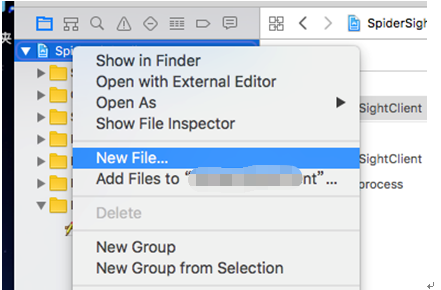 夹
SpiderSigh
Spi
Show in Finder
Open with External Editor
Open As
Show File Inspector
New File...
SightClient
Add Files to “ nt”...
process
Delete
New Group
New Group from Selection
SightClient